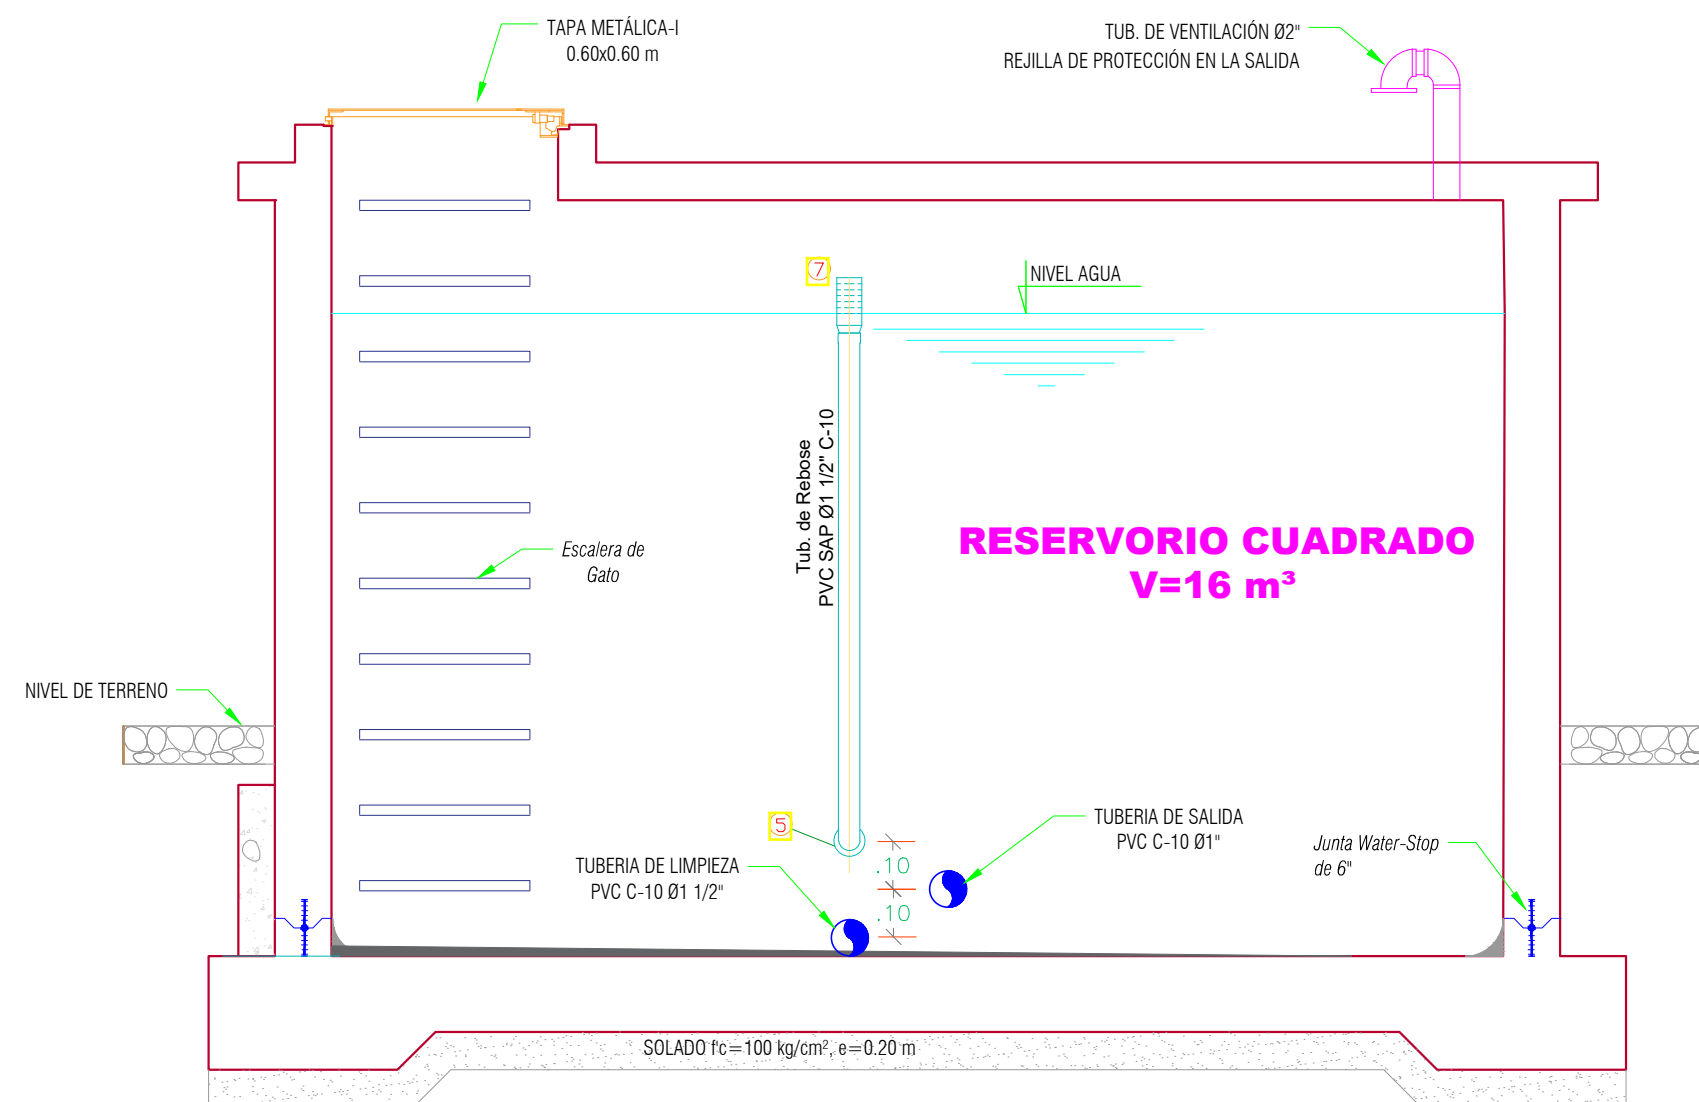 TAPA METÁLICA-I
0.60x0.60 m
TUB. DE VENTILACIÓN Ø2"
REJILLA DE PROTECCIÓN EN LA SALIDA
7
NIVEL AGUA
Tub. de Rebose
PVC SAP Ø1 1/2" C-10
RESERVORIO CUADRADO
V=16 m³
Escalera de
Gato
NIVEL DE TERRENO
5
TUBERIA DE SALIDA
PVC C-10 Ø1"
Junta Water-Stop
de 6"
.10
TUBERIA DE LIMPIEZA
PVC C-10 Ø1 1/2"
.10
SOLADO f'c=100 kg/cm², e=0.20 m